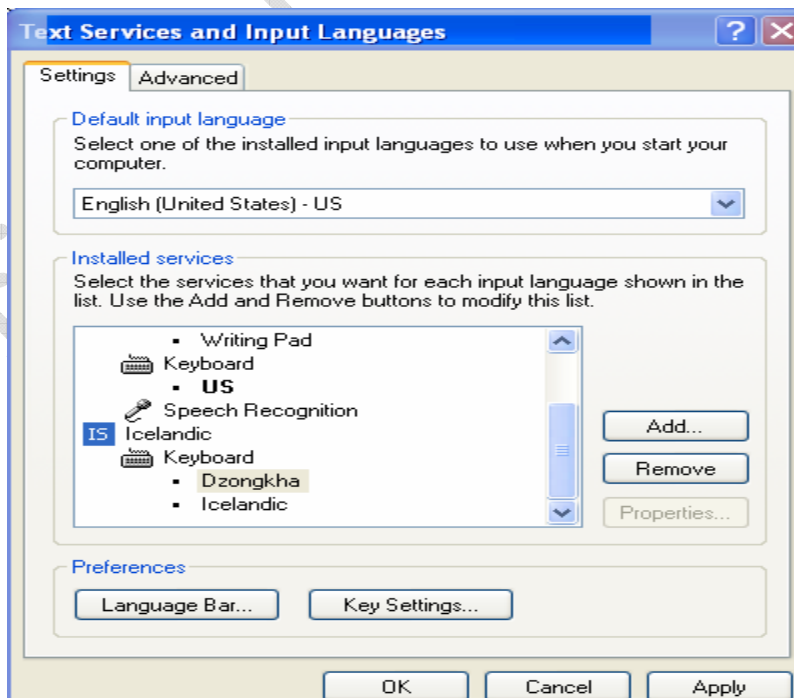 Text Services and Input Languages
Settings
Advanced
Default input language
Select one of the installed input languages to use when you start your
computer.
English (United States) - US
Installed services
Select the services that you want for each input language shown in the
list. Use the Add and Remove buttons to modify this list.
Writing Pad
Keyboard
US
Speech Recognition
IS Icelandic
Keyboard
Dzongkha
Icelandic
Add...
Remove
Properties...
Preferences
Language Bar...
Key Settings...
OK
Cancel
Apply